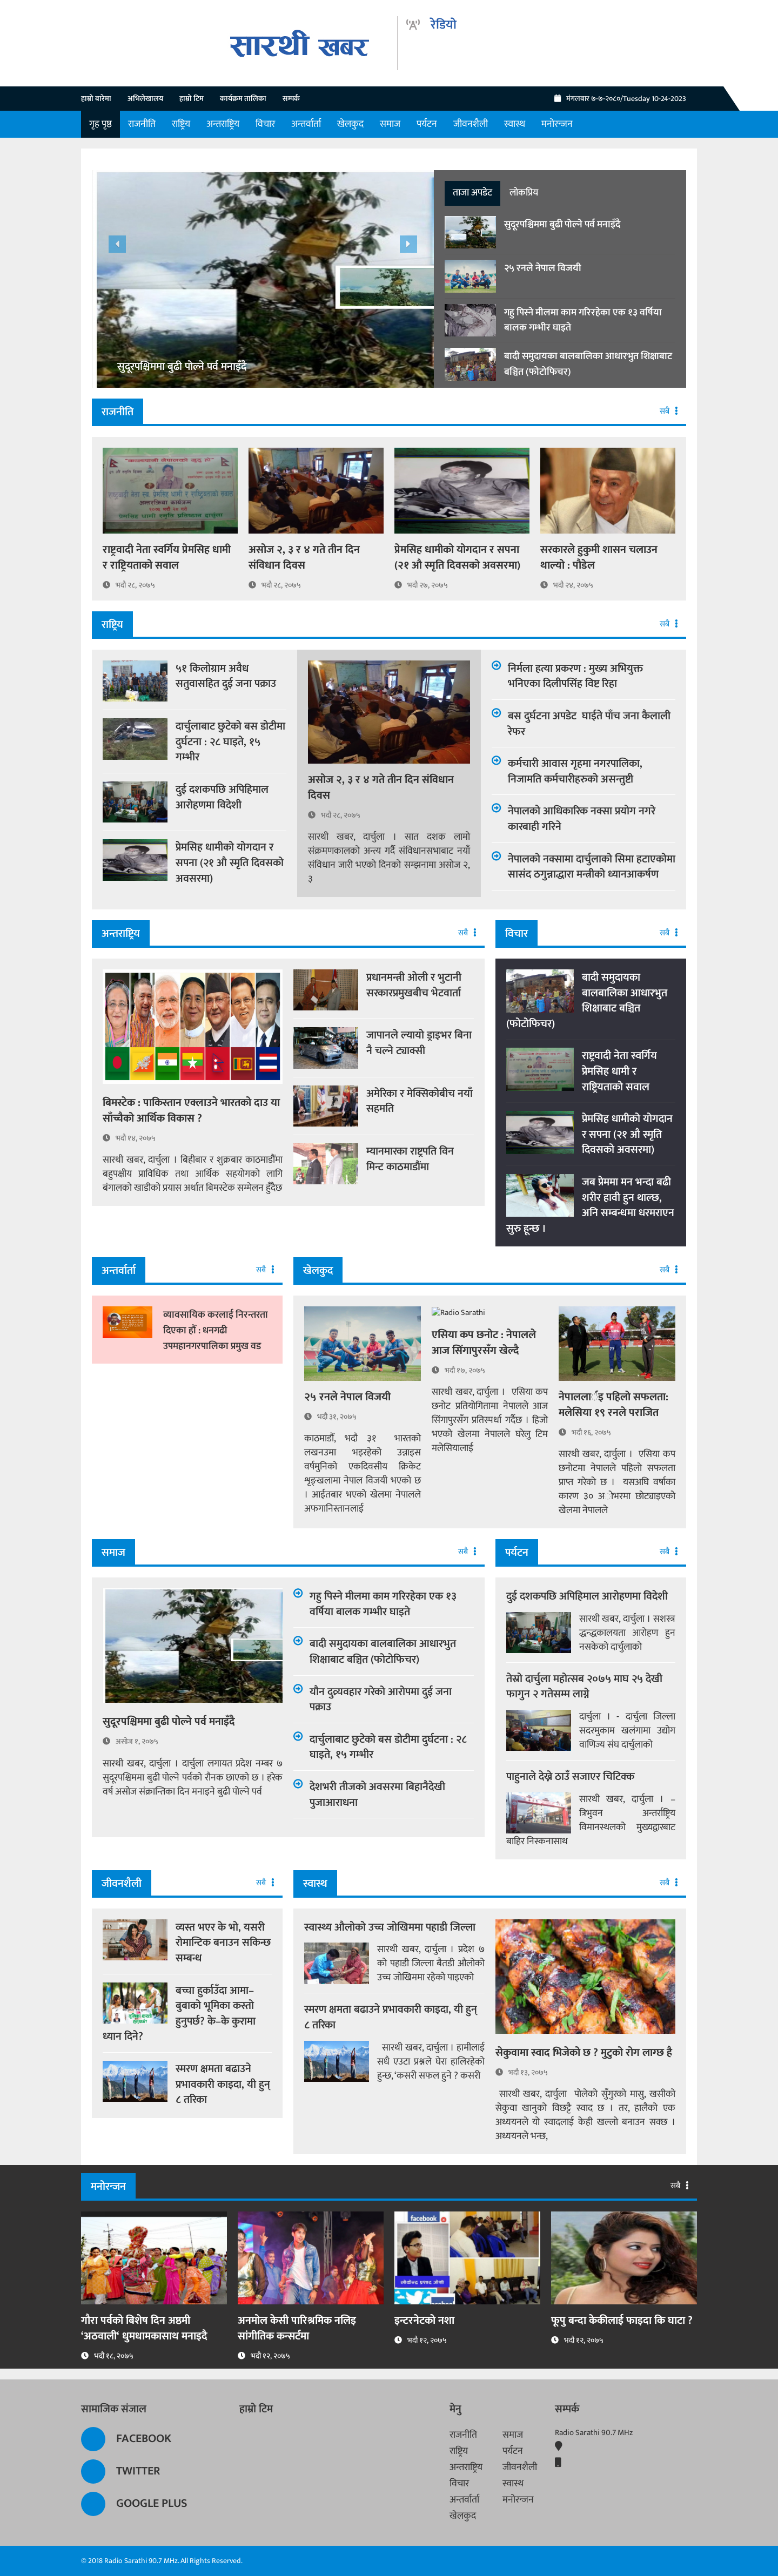 सारथी खबर
रेडियो
हाम्रो बारेमा
अभिलेखालय
हाम्रो टिम
कार्यक्रम तालिका
सम्पर्क
मंगलबार ७-७-२०८०/Tuesday 10-24-2023
गृह पृष्ठ
राजनीति
राष्ट्रिय
अन्तराष्ट्रिय
विचार
अन्तर्वार्ता
खेलकुद
समाज
पर्यटन
जीवनशैली
स्वास्थ
मनोरन्जन
सुदूरपश्चिममा बुढी पोल्ने पर्व मनाइँदै
ताजा अपडेट
लोकप्रिय
सुदूरपश्चिममा बुढी पोल्ने पर्व मनाइँदै
२५ रनले नेपाल विजयी
गहु पिस्ने मीलमा काम गरिरहेका एक १३ वर्षिया
बालक गम्भीर घाइते
बादी समुदायका बालबालिका आधारभुत शिक्षाबाट
बञ्चित (फोटोफिचर)
राजनीति
सबै
राष्ट्रवादी नेता स्वर्गिय प्रेमसिह धामी
र राष्ट्रियताको सवाल
भदौ २८, २०७५
असोज २, ३ र ४ गते तीन दिन
संविधान दिवस
भदौ २८, २०७५
प्रेमसिह धामीको योगदान र सपना
(२१ औ स्मृति दिवसको अवसरमा)
भदौ २७, २०७५
सरकारले हुकुमी शासन चलाउन
थाल्यो : पौडेल
भदौ २४, २०७५
राष्ट्रिय
सबै
५१ किलोग्राम अवैध
सतुवासहित दुई जना पक्राउ
दार्चुलाबाट छुटेको बस डोटीमा
दुर्घटना : २८ घाइते, १५
गम्भीर
दुई दशकपछि अपिहिमाल
आरोहणमा विदेशी
प्रेमसिह धामीको योगदान र
सपना (२१ औ स्मृति दिवसको
अवसरमा)
असोज २, ३ र ४ गते तीन दिन संविधान
दिवस
भदौ २८, २०७५
सारथी खबर, दार्चुला । सात दशक लामो
संक्रमणकालको अन्त्य गर्दै संविधानसभाबाट नयाँ
संविधान जारी भएको दिनको सम्झनामा असोज २,
३
निर्मला हत्या प्रकरण : मुख्य अभियुक्त
भनिएका दिलीपसिंह विष्ट रिहा
बस दुर्घटना अपडेट घाईते पाँच जना कैलाली
रेफर
कर्मचारी आवास गृहमा नगरपालिका,
निजामति कर्मचारीहरुको असन्तुष्टी
नेपालको आधिकारिक नक्सा प्रयोग नगरे
कारबाही गरिने
नेपालको नक्सामा दार्चुलाको सिमा हटाएकोमा
सासंद ठगुन्नाद्धारा मन्त्रीको ध्यानआकर्षण
अन्तराष्ट्रिय
सबै
बिमस्टेक : पाकिस्तान एक्लाउने भारतको दाउ या
साँच्चैको आर्थिक विकास ?
भदौ १४, २०७५
सारथी खबर, दार्चुला । बिहीबार र शुक्रबार काठमाडौंमा
बहुपक्षीय प्राविधिक तथा आर्थिक सहयोगको लागि
बंगालको खाडीको प्रयास अर्थात बिमस्टेक सम्मेलन हुँदैछ
प्रधानमन्त्री ओली र भुटानी
सरकारप्रमुखबीच भेटवार्ता
जापानले ल्यायो ड्राइभर बिना
नै चल्ने ट्याक्सी
अमेरिका र मेक्सिकोबीच नयाँ
सहमति
म्यानमारका राष्ट्रपति विन
मिन्ट काठमाडौंमा
विचार
सबै
बादी समुदायका
बालबालिका आधारभुत
शिक्षाबाट बञ्चित
(फोटोफिचर)
राष्ट्रवादी नेता स्वर्गिय
प्रेमसिह धामी र
राष्ट्रियताको सवाल
प्रेमसिह धामीको योगदान
र सपना (२१ औ स्मृति
दिवसको अवसरमा)
जब प्रेममा मन भन्दा बढी
शरीर हावी हुन थाल्छ,
अनि सम्बन्धमा धरमराएन
सुरु हून्छ ।
अन्तर्वार्ता
सबै
व्यावसायिक करलाई निरन्तरता
दिएका हौँ : धनगढी
उपमहानगरपालिका प्रमुख वड
खेलकुद
सबै
२५ रनले नेपाल विजयी
भदौ ३१, २०७५
काठमाडौँ, भदौ ३१ भारतको
लखनउमा भइरहेको उन्नाइस
वर्षमुनिको एकदिवसीय क्रिकेट
शृङ्खलामा नेपाल विजयी भएको छ
। आईतबार भएको खेलमा नेपालले
अफगानिस्तानलाई
Radio Sarathi
एसिया कप छनोट : नेपालले
आज सिंगापुरसँग खेल्दै
भदौ १७, २०७५
सारथी खबर, दार्चुला । एसिया कप
छनोट प्रतियोगितामा नेपालले आज
सिंगापुरसँग प्रतिस्पर्धा गर्दैछ । हिजो
भएको खेलमा नेपालले घरेलु टिम
मलेसियालाई
नेपाललार्इ पहिलो सफलता:
मलेसिया १९ रनले पराजित
भदौ १६, २०७५
सारथी खबर, दार्चुला । एसिया कप
छनोटमा नेपालले पहिलो सफलता
प्राप्त गरेको छ । यसअघि वर्षाका
कारण ३० अ ोभरमा छोट्याइएको
खेलमा नेपालले
समाज
सबै
सुदूरपश्चिममा बुढी पोल्ने पर्व मनाइँदै
असोज १, २०७५
सारथी खबर, दार्चुला । दार्चुला लगायत प्रदेश नम्बर ७
सुदूरपश्चिममा बुढी पोल्ने पर्वको रौनक छाएको छ । हरेक
वर्ष असोज संक्रान्तिका दिन मनाइने बुढी पोल्ने पर्व
गहु पिस्ने मीलमा काम गरिरहेका एक १३
वर्षिया बालक गम्भीर घाइते
बादी समुदायका बालबालिका आधारभुत
शिक्षाबाट बञ्चित (फोटोफिचर)
यौन दुव्यवहार गरेको आरोपमा दुई जना
पक्राउ
दार्चुलाबाट छुटेको बस डोटीमा दुर्घटना : २८
घाइते, १५ गम्भीर
देशभरी तीजको अवसरमा बिहानैदेखी
पुजाआराधना
पर्यटन
सबै
दुई दशकपछि अपिहिमाल आरोहणमा विदेशी
सारथी खबर, दार्चुला । सशस्त्र
द्धन्द्धकालयता आरोहण हुन
नसकेको दार्चुलाको
तेस्रो दार्चुला महोत्सब २०७५ माघ २५ देखी
फागुन २ गतेसम्म लाग्ने
दार्चुला । - दार्चुला जिल्ला
सदरमुकाम खलंगामा उद्योग
वाणिज्य संघ दार्चुलाको
पाहुनाले देख्ने ठाउँ सजाएर चिटिक्क
सारथी खबर, दार्चुला । –
त्रिभुवन अन्तर्राष्ट्रिय
विमानस्थलको मुख्यद्वारबाट
बाहिर निस्कनासाथ
जीवनशैली
सबै
व्यस्त भएर के भो, यसरी
रोमान्टिक बनाउन सकिन्छ
सम्बन्ध
बच्चा हुर्काउँदा आमा–
बुबाको भूमिका कस्तो
हुनुपर्छ? के–के कुरामा
ध्यान दिने?
स्मरण क्षमता बढाउने
प्रभावकारी काइदा, यी हुन्
८ तरिका
स्वास्थ
सबै
स्वास्थ्य औलोको उच्च जोखिममा पहाडी जिल्ला
सारथी खबर, दार्चुला । प्रदेश ७
को पहाडी जिल्ला बैतडी औलोको
उच्च जोखिममा रहेको पाइएको
स्मरण क्षमता बढाउने प्रभावकारी काइदा, यी हुन्
८ तरिका
सारथी खबर, दार्चुला । हामीलाई
सधै एउटा प्रश्नले घेरा हालिरहेको
हुन्छ, 'कसरी सफल हुने ? कसरी
सेकुवामा स्वाद भिजेको छ ? मुटुको रोग लाग्छ है
भदौ १३, २०७५
सारथी खबर, दार्चुला पोलेको सुँगुरको मासु, खसीको
सेकुवा खानुको विछट्टै स्वाद छ । तर, हालैको एक
अध्ययनले यो स्वादलाई केही खल्लो बनाउन सक्छ ।
अध्ययनले भन्छ,
मनोरन्जन
सबै
गौरा पर्वको बिशेष दिन अष्ठमी
'अठवाली' धुमधामकासाथ मनाइदै
भदौ १८, २०७५
अनमोल केसी पारिश्रमिक नलिइ
सांगीतिक कन्सर्टमा
भदौ १२, २०७५
facebook
इन्टरनेटको नशा
भदौ १२, २०७५
फूपु बन्दा केकीलाई फाइदा कि घाटा ?
भदौ १२, २०७५
सामाजिक संजाल
FACEBOOK
TWITTER
GOOGLE PLUS
हाम्रो टिम
मेनु
राजनीति
राष्ट्रिय
अन्तराष्ट्रिय
विचार
अन्तर्वार्ता
खेलकुद
समाज
पर्यटन
जीवनशैली
स्वास्थ
मनोरन्जन
सम्पर्क
Radio Sarathi 90.7 MHz
© 2018 Radio Sarathi 90.7 MHz. All Rights Reserved.